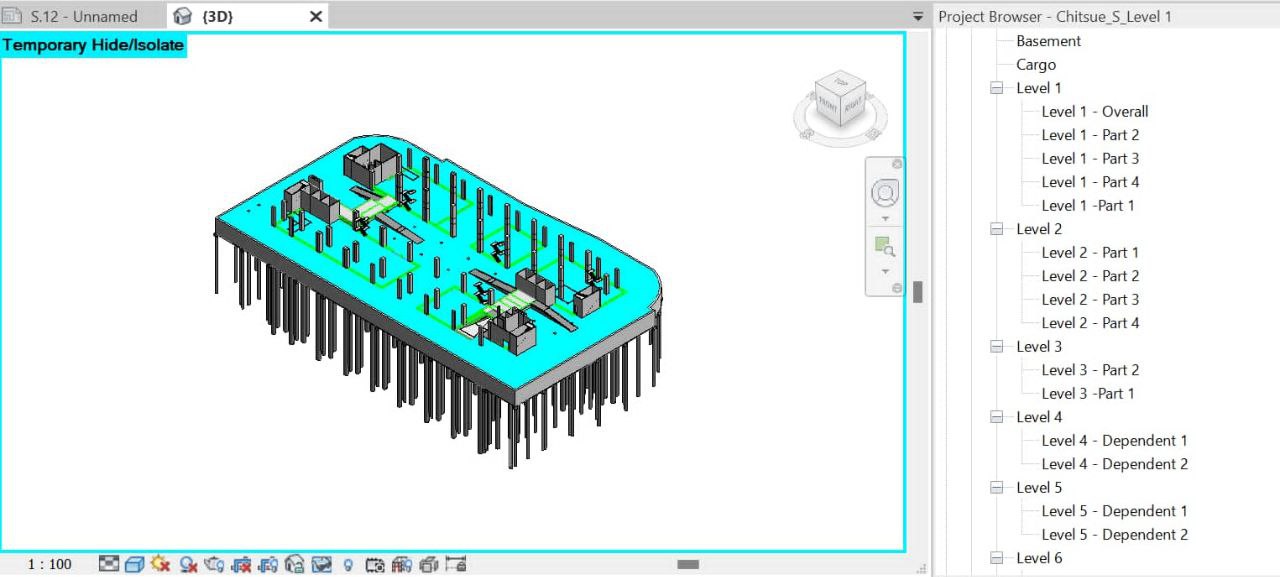 S.12 - Unnamed
{3D}
Temporary Hide/Isolate
TOP
FRONT
RIGHT
1 : 100
Project Browser - Chitsue_S_Level 1
Basement
Cargo
Level 1
Level 1 - Overall
Level 1 - Part 2
Level 1 - Part 3
Level 1 - Part 4
Level 1 -Part 1
Level 2
Level 2 - Part 1
Level 2 - Part 2
Level 2 - Part 3
Level 2 - Part 4
Level 3
Level 3 - Part 2
Level 3 -Part 1
Level 4
Level 4 - Dependent 1
Level 4 - Dependent 2
Level 5
Level 5 - Dependent 1
Level 5 - Dependent 2
Level 6